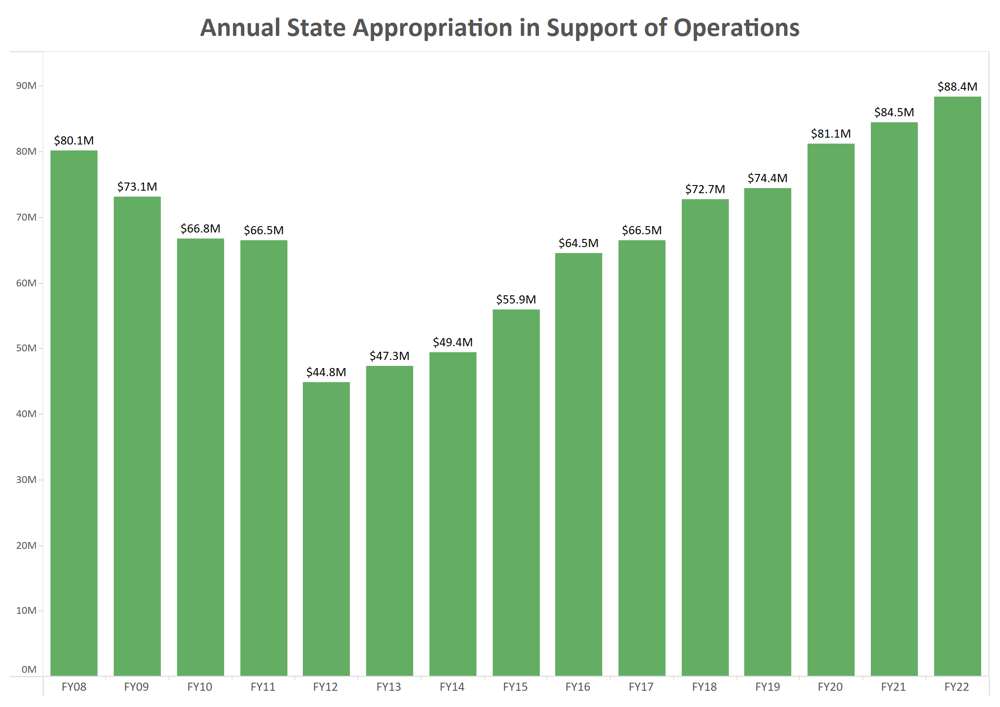 Annual State Appropriation in Support of Operations
90M
80M
70M
60M
50M
40M
30M
20M
10M
0M
$80.1M
$73.1M
$66.8M
$66.5M
$44.8M
$47.3M
$49.4M
$55.9M
$64.5M
$66.5M
$72.7M
$74.4M
$81.1M
$84.5M
$88.4M
FY08 FY09 FY10 FY11 FY12 FY13 FY14 FY15 FY16 FY17 FY18 FY19 FY20 FY21 FY22